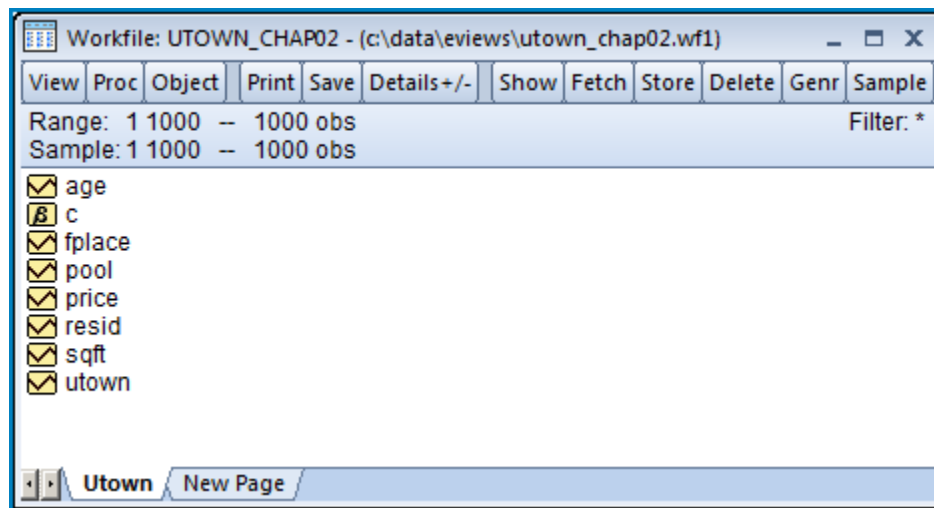 Workfile: UTOWN_CHAP02 - (c:\data\eviews\utown_chap02.wf1)
View Proc Object Print Save Details+/- Show Fetch Store Delete Genr Sample
Range: 1 1000 -- 1000 obs Filter: *
Sample: 1 1000 -- 1000 obs
age
β c
fplace
pool
price
resid
sqft
utown
Utown New Page